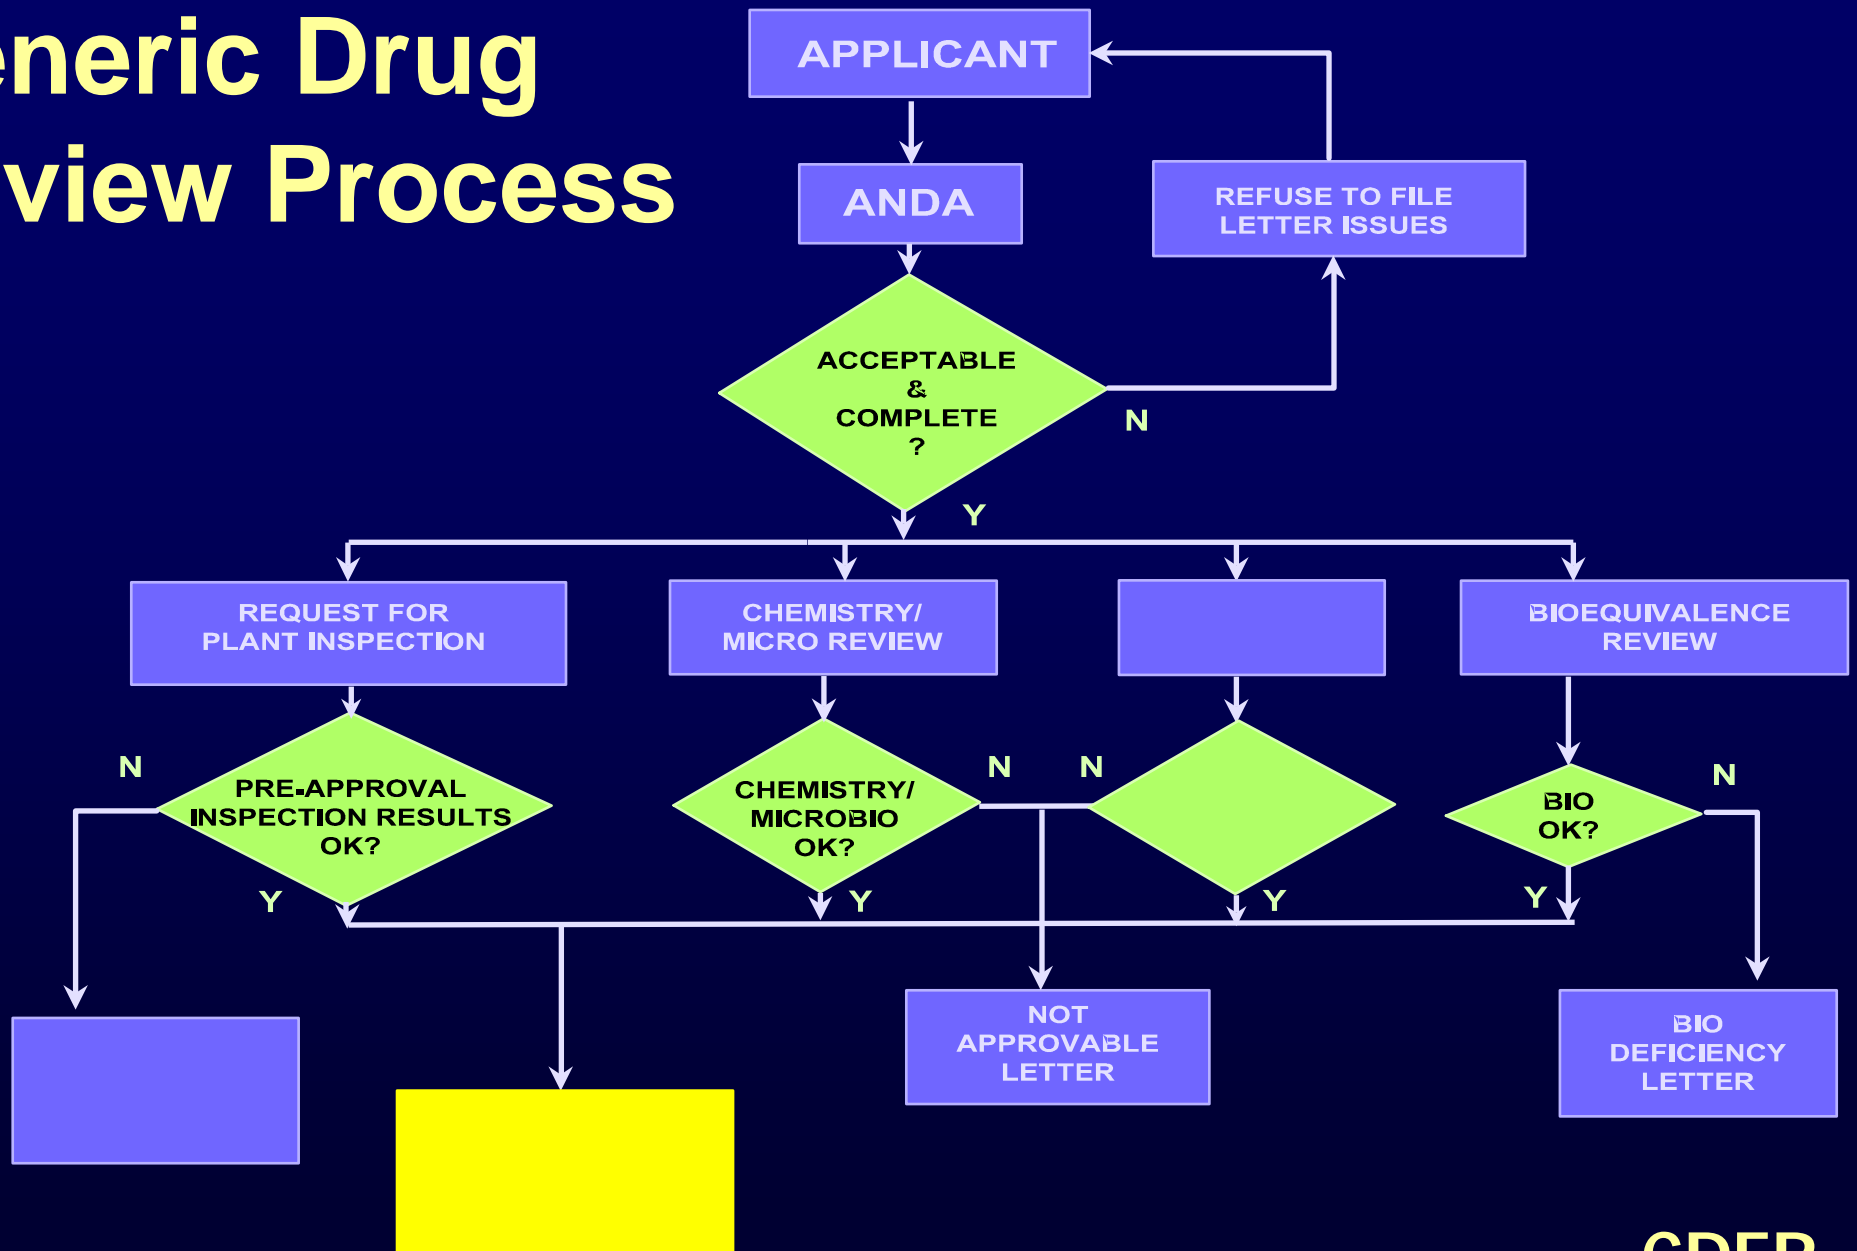 eneric Drug
view Process
APPLICANT
ANDA
REFUSE TO FILE
LETTER ISSUES
ACCEPTABLE
&
COMPLETE
?
N
Y
REQUEST FOR
PLANT INSPECTION
CHEMISTRY/
MICRO REVIEW
BIOEQUIVALENCE
REVIEW
N
PRE-APPROVAL
INSPECTION RESULTS
OK?
Y
CHEMISTRY/
MICROBIO
OK?
N
Y
N
Y
BIO
OK?
N
Y
NOT
APPROVABLE
LETTER
BIO
DEFICIENCY
LETTER
CDER